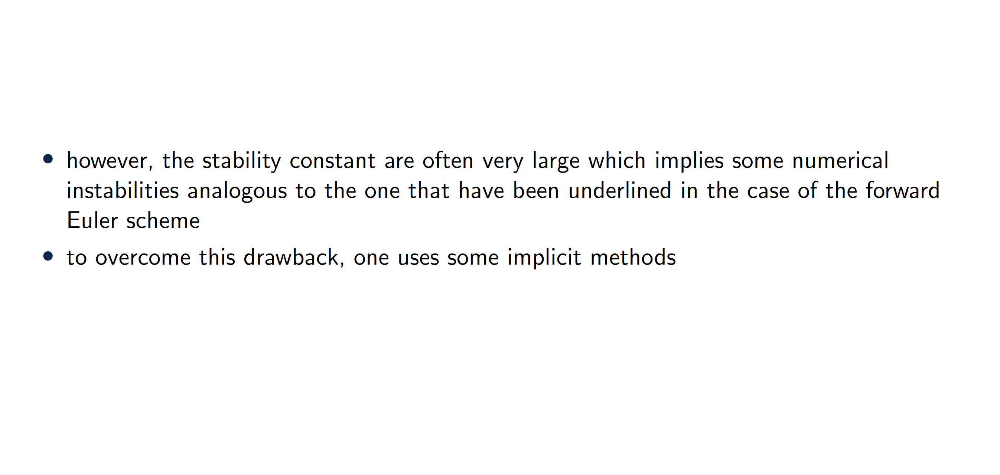 • however, the stability constant are often very large which implies some numerical
instabilities analogous to the one that have been underlined in the case of the forward
Euler scheme
• to overcome this drawback, one uses some implicit methods